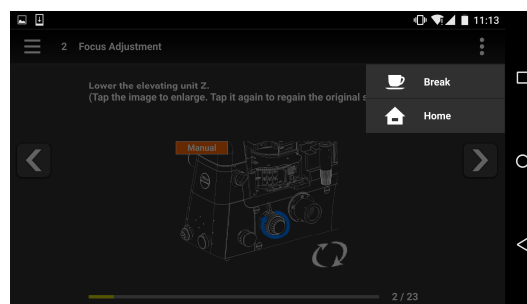 11:13
2 Focus Adjustment
Break
Home
Lower the elevating unit Z.
(Tap the image to enlarge. Tap it again to regain the original s
Manual
2 / 23